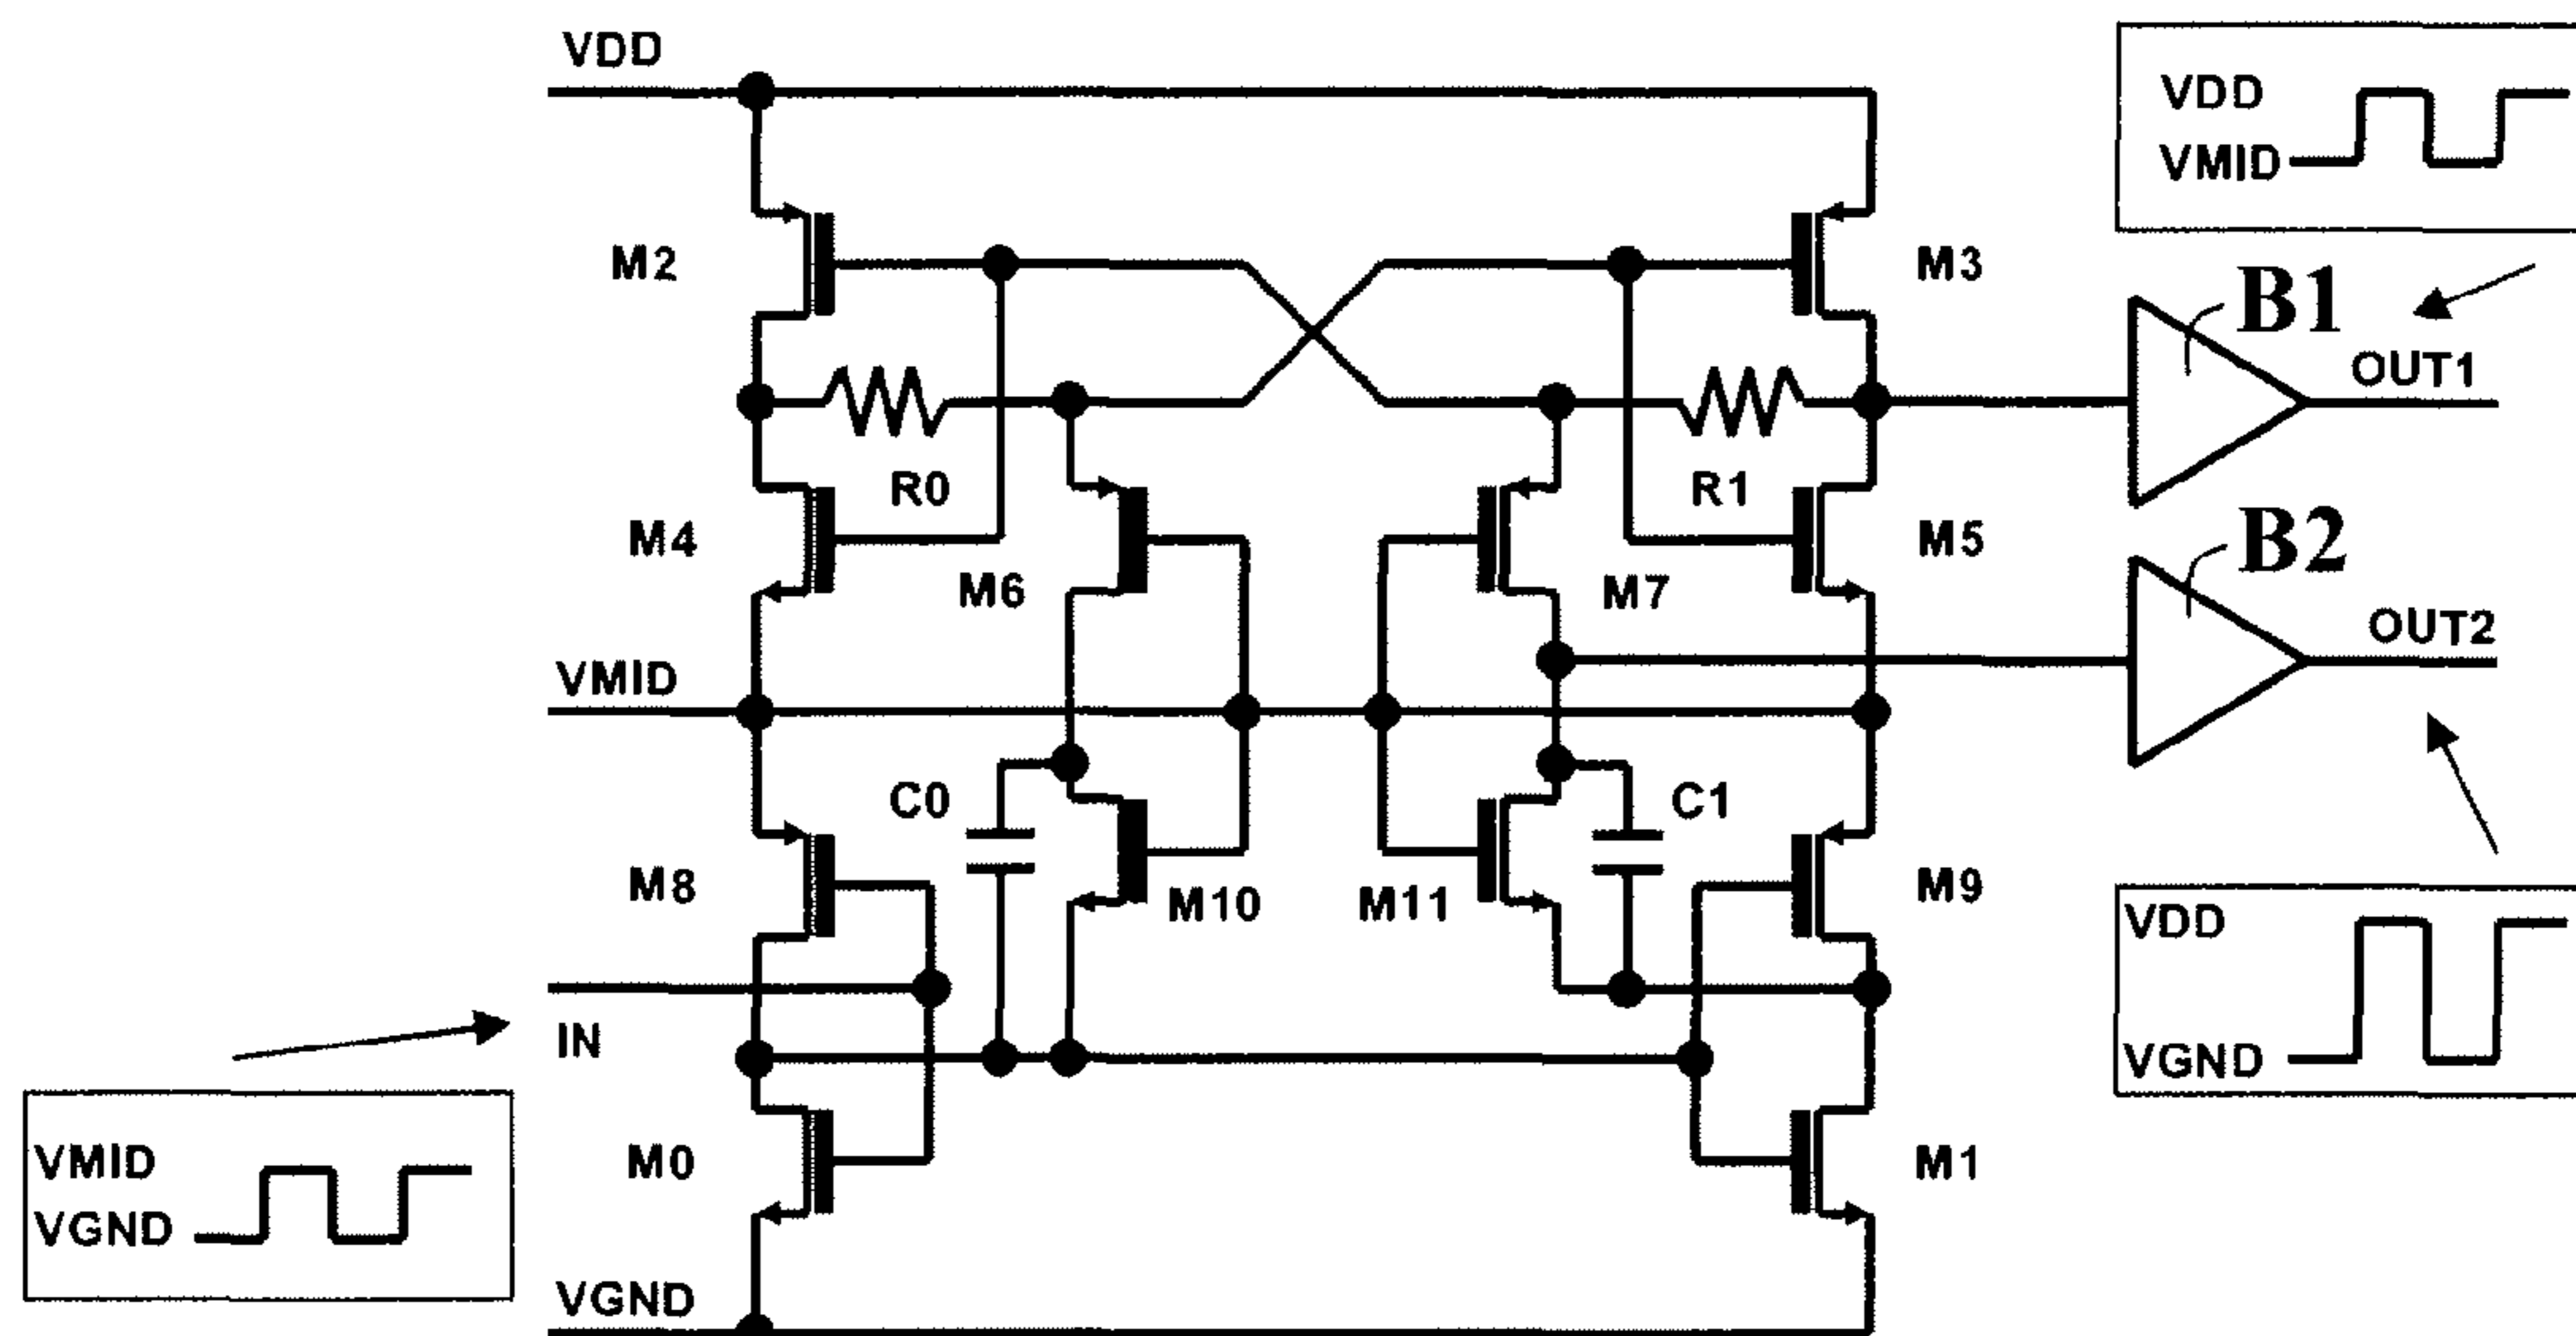 VDD
VDD
VMID
M2
M3
B1
OUT1
R0
R1
M4
M5
M6
M7
B2
OUT2
VMID
C0
C1
M8
M10
M11
M9
VDD
VGND
IN
VMID
VGND
M0
M1
VGND